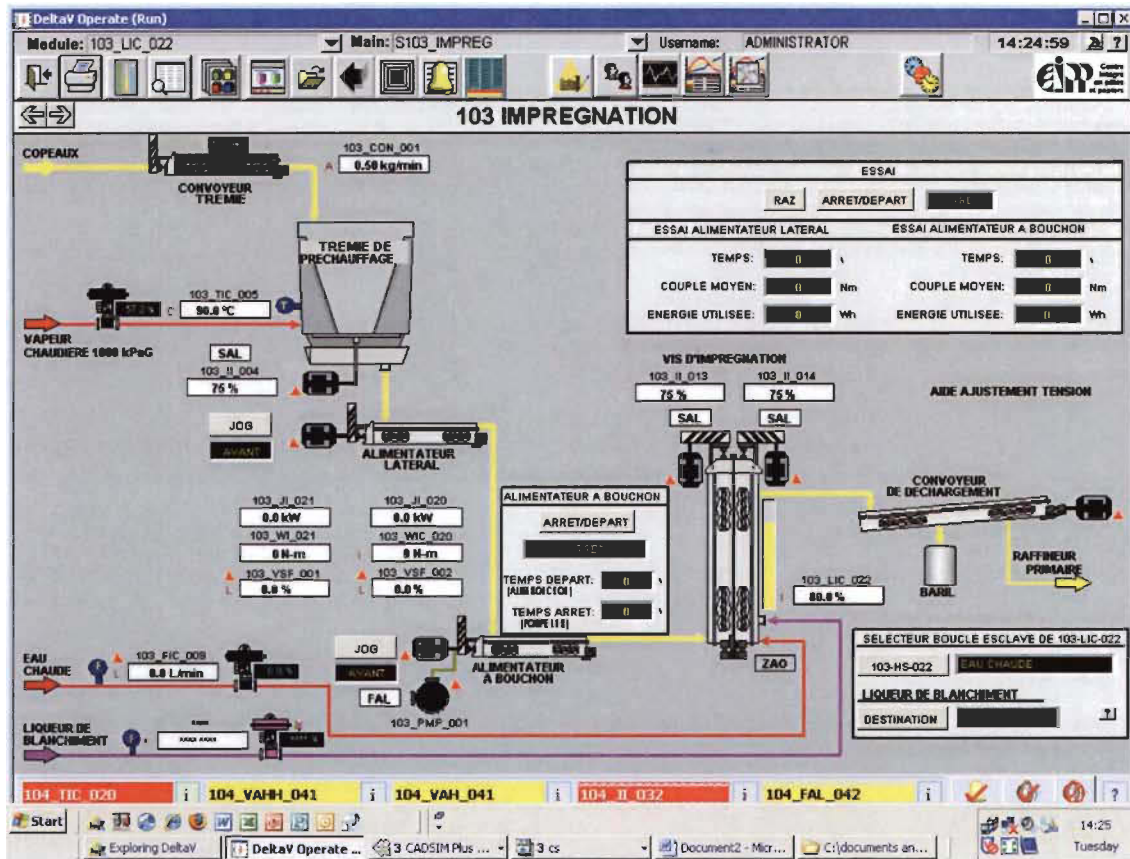 DeltaV Operate (Run)
Module: 103_LIC_022 Main: S103_IMPREG Username: ADMINISTRATOR 14:24:59 ?
Centre intégré en pâtes et papiers
103 IMPREGNATION
COPEAUX
103_CON_001
A 0.50 kg/min
CONVOYEUR
TREMIE
ESSAI
RAZ ARRET/DEPART
TREMIE DE
PRECHAUFFAGE
ESSAI ALIMENTATEUR LATERAL ESSAI ALIMENTATEUR A BOUCHON
TEMPS: 0 TEMPS: 0
COUPLE MOYEN: 0 Nm COUPLE MOYEN: 0 Nm
ENERGIE UTILISEE: 0 Wh ENERGIE UTILISEE: 0 Wh
103_TIC_005
C 90.0 °C T
VAPEUR
CHAUDIERE 1000 kPaG
SAL
103_II_004
75 %
VIS D'IMPREGNATION
103_II_013 103_II_014
75 % 75 %
SAL SAL
AIDE AJUSTEMENT TENSION
JOG
AVANT
ALIMENTATEUR
LATERAL
CONVOYEUR
DE DECHARGEMENT
103_JI_021 103_JI_020
0.0 kW 0.0 kW
103_WI_021 103_WIC_020
0 N-m L 0 N-m
103_VSF_001 103_VSF_002
L 0.0 % L 0.0 %
ALIMENTATEUR A BOUCHON
ARRET/DEPART
TEMPS DEPART: 0
TEMPS ARRET: 0
103_LIC_022
80.0 %
BARIL
RAFFINEUR
PRIMAIRE
EAU
CHAUDE
103_FIC_009
L 0.0 L/min
JOG
AVANT
FAL
ALIMENTATEUR
A BOUCHON
103_PMP_001
ZAO
SELECTEUR BOUCLE ESCLAVE DE 103-LIC-022
103-HS-022 EAU CHAUDE
LIQUEUR DE BLANCHIMENT
DESTINATION ?
LIQUEUR DE
BLANCHIMENT
104_TIC_020 i 104_VAHH_041 i 104_VAH_041 i 104_II_032 i 104_FAL_042 i ?
Start 14:25
Exploring DeltaV DeltaV Operate ... 3 CADSIM Plus ... 3 cs Document2 - Micr... C:\documents an... Tuesday